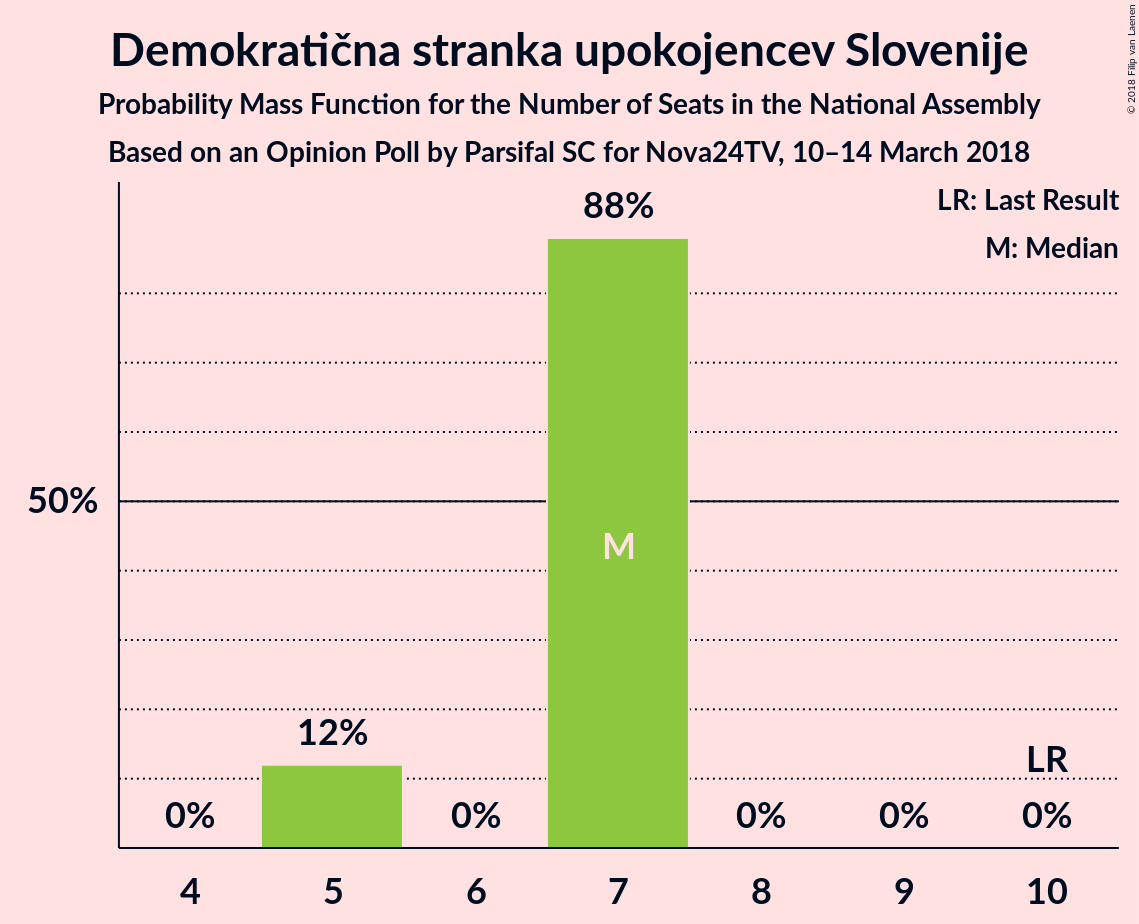 Demokratična stranka upokojencev Slovenije
Probability Mass Function for the Number of Seats in the National Assembly
Based on an Opinion Poll by Parsifal SC for Nova24TV, 10–14 March 2018
© 2018 Filip van Laenen
LR: Last Result
M: Median
88%
50%
M
12%
LR
0%
0%
0%
0%
0%
4
5
6
7
8
9
10